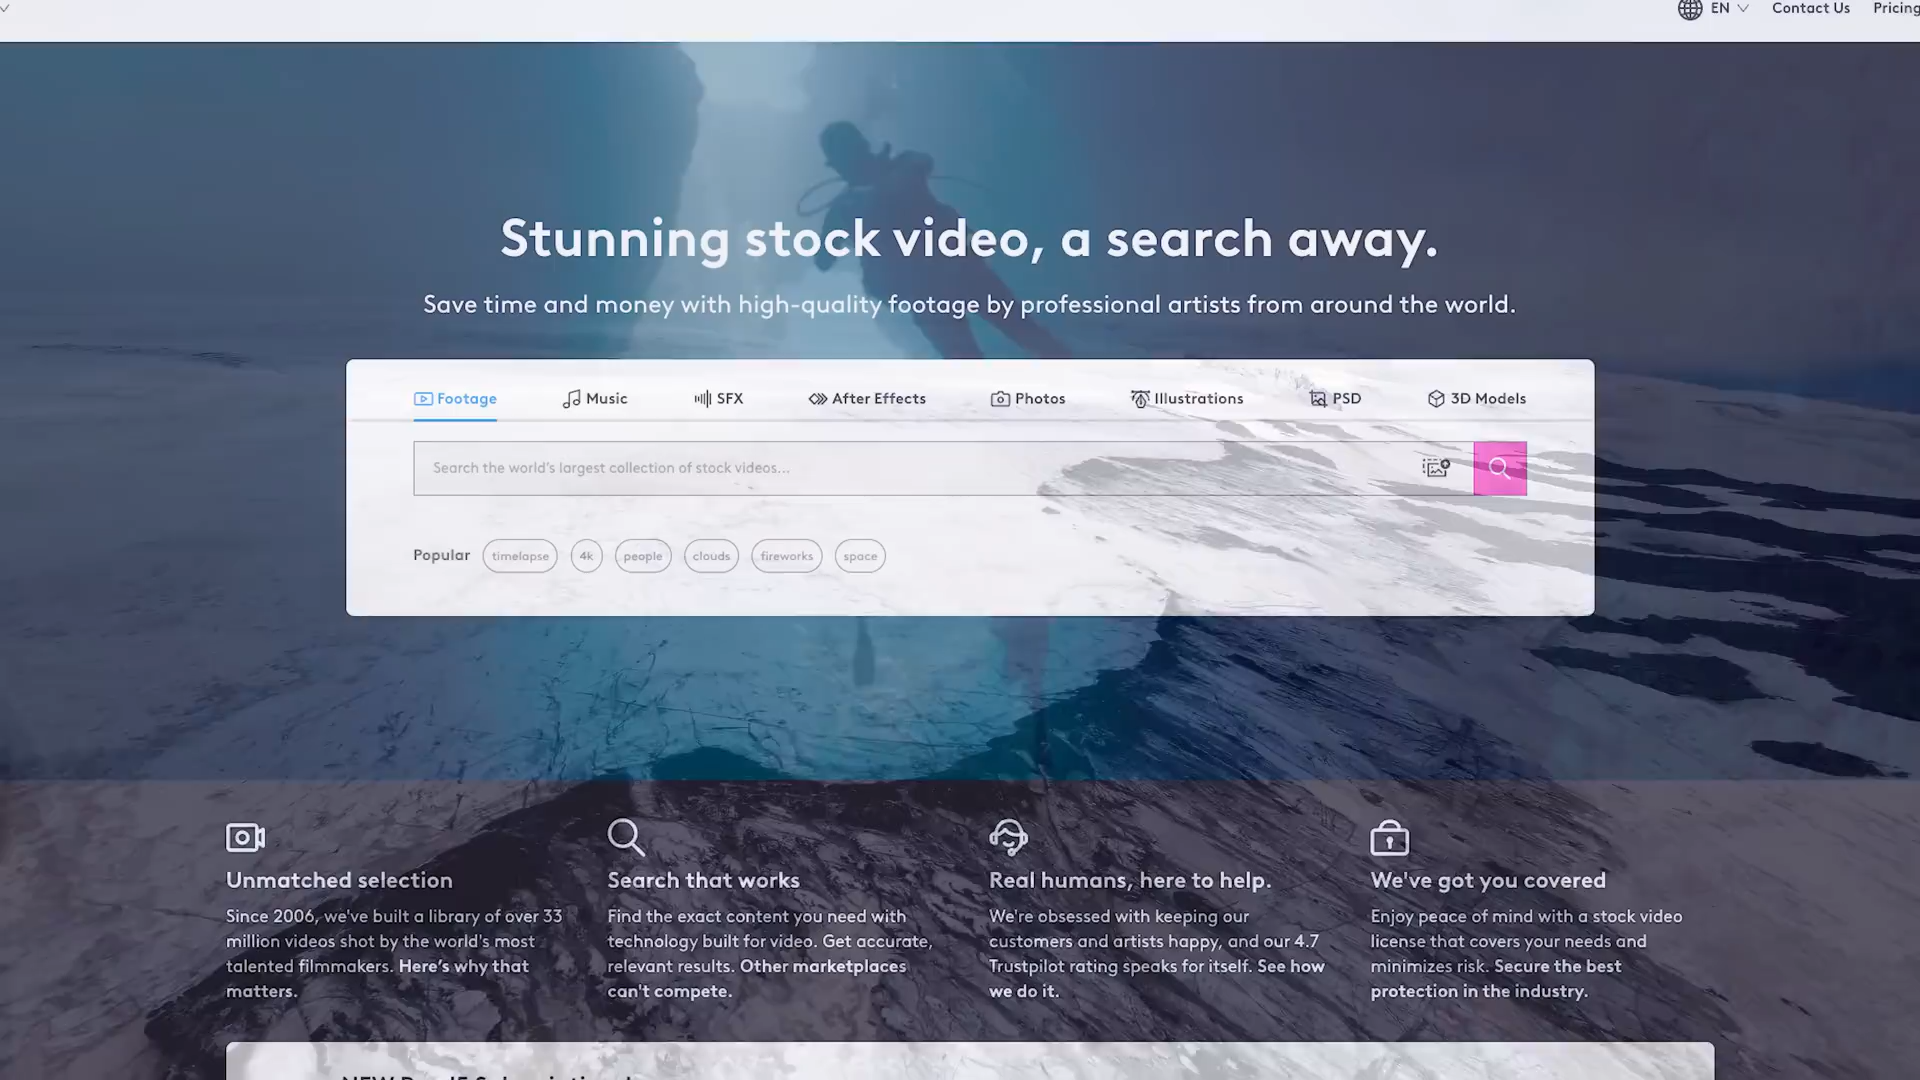 EN Contact Us Pricing
Stunning stock video, a search away.
Save time and money with high-quality footage by professional artists from around the world.
Footage Music SFX After Effects Photos Illustrations PSD 3D Models
Search the world's largest collection of stock videos...
Popular timelapse 4k people clouds fireworks space
Unmatched selection
Since 2006, we've built a library of over 33
million videos shot by the world's most
talented filmmakers. Here's why that
matters.
Search that works
Find the exact content you need with
technology built for video. Get accurate,
relevant results. Other marketplaces
can't compete.
Real humans, here to help.
We're obsessed with keeping our
customers and artists happy, and our 4.7
Trustpilot rating speaks for itself. See how
we do it.
We've got you covered
Enjoy peace of mind with a stock video
license that covers your needs and
minimizes risk. Secure the best
protection in the industry.
NEW